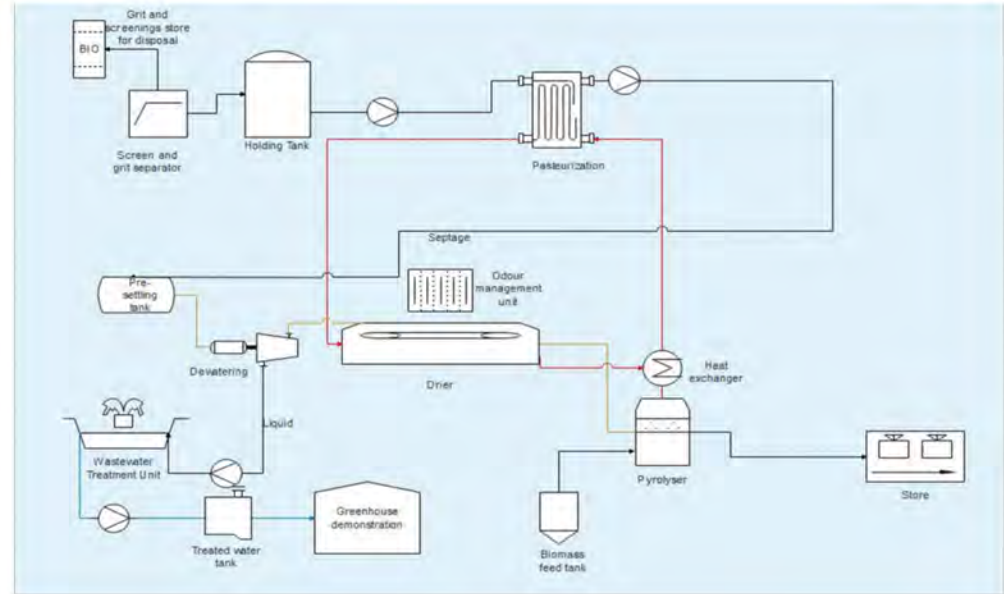 Grit and
screenings store
for disposal
BIO
Screen and
grit separator
Holding Tank
Pasteurization
Septage
Odour
management
unit
Pre-
settling
tank
Dewatering
Drier
Heat
exchanger
Liquid
Wastewater
Treatment Unit
Pyrolyser
Store
Greenhouse
demonstration
Treated water
tank
Biomass
feed tank